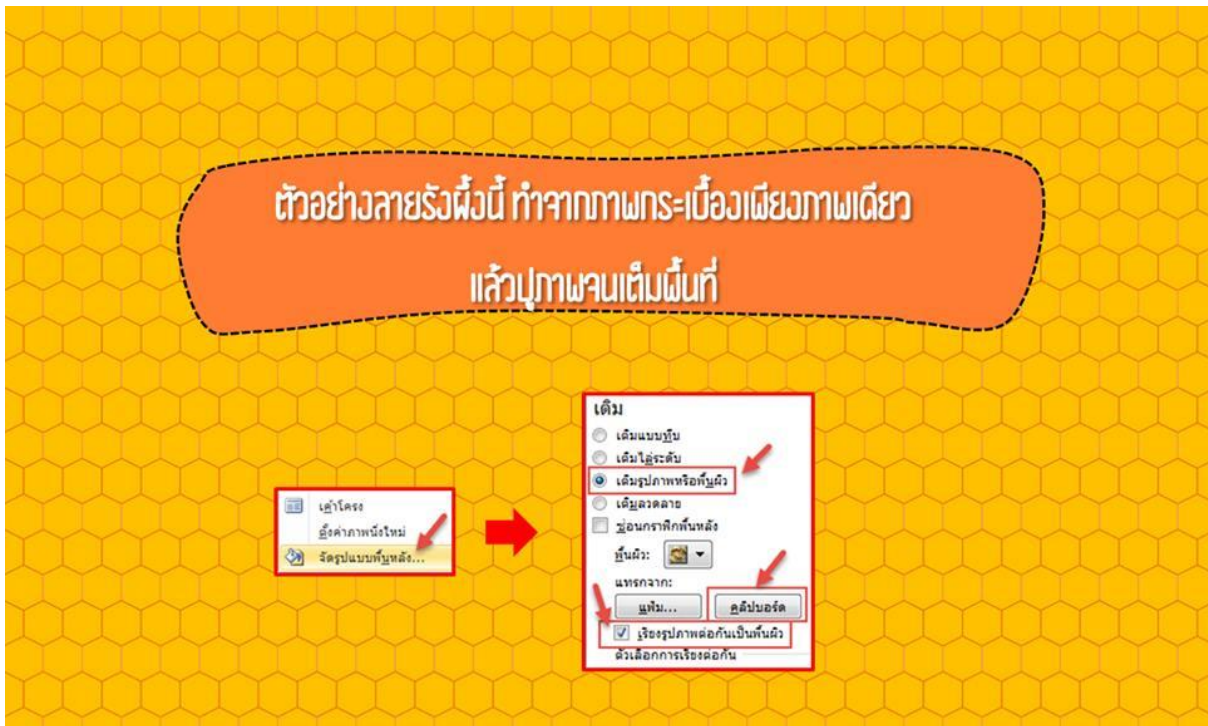 ตัวอย่างลายรังผึ้งนี้ ทำจากภาพกระเบื้องเพียงภาพเดียว
แล้วปูภาพจนเต็มพื้นที่
เค้าโครง
ตั้งค่าภาพนิ่งใหม่
จัดรูปแบบพื้นหลัง...
เติม
เติมแบบทึบ
เติมไล่ระดับ
เติมรูปภาพหรือพื้นผิว
เติมลวดลาย
ซ่อนกราฟิกพื้นหลัง
พื้นผิว:
แทรกจาก:
แฟ้ม... คลิปบอร์ด
เรียงรูปภาพต่อกันเป็นพื้นผิว
ตัวเลือกการเรียงต่อกัน